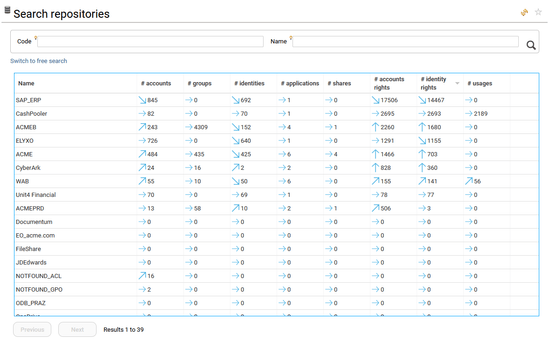 Search repositories
Code Name
Switch to free search
Name # accounts # groups # identities # applications # shares # accounts rights # identity rights # usages
SAP_ERP 845 0 692 1 0 17506 14467 0
CashPooler 82 0 70 1 0 2695 2693 2189
ACMEB 243 4309 152 4 1 2260 1680 0
ELYXO 726 0 640 1 0 1291 1155 0
ACME 484 435 425 6 4 1466 703 0
CyberArk 24 16 2 2 0 828 360 0
WAB 55 10 50 6 0 155 141 56
Unit4 Financial 70 0 69 1 0 78 77 0
ACMEPRD 13 58 10 2 1 506 3 0
Documentum 0 0 0 0 0 0 0 0
EO_acme.com 0 0 0 0 0 0 0 0
FileShare 0 0 0 0 0 0 0 0
JDEdwards 0 0 0 0 0 0 0 0
NOTFOUND_ACL 16 0 0 0 0 0 0 0
NOTFOUND_GPO 2 0 0 0 0 0 0 0
ODB_PRAZ 0 0 0 0 0 0 0 0
Previous Next Results 1 to 39